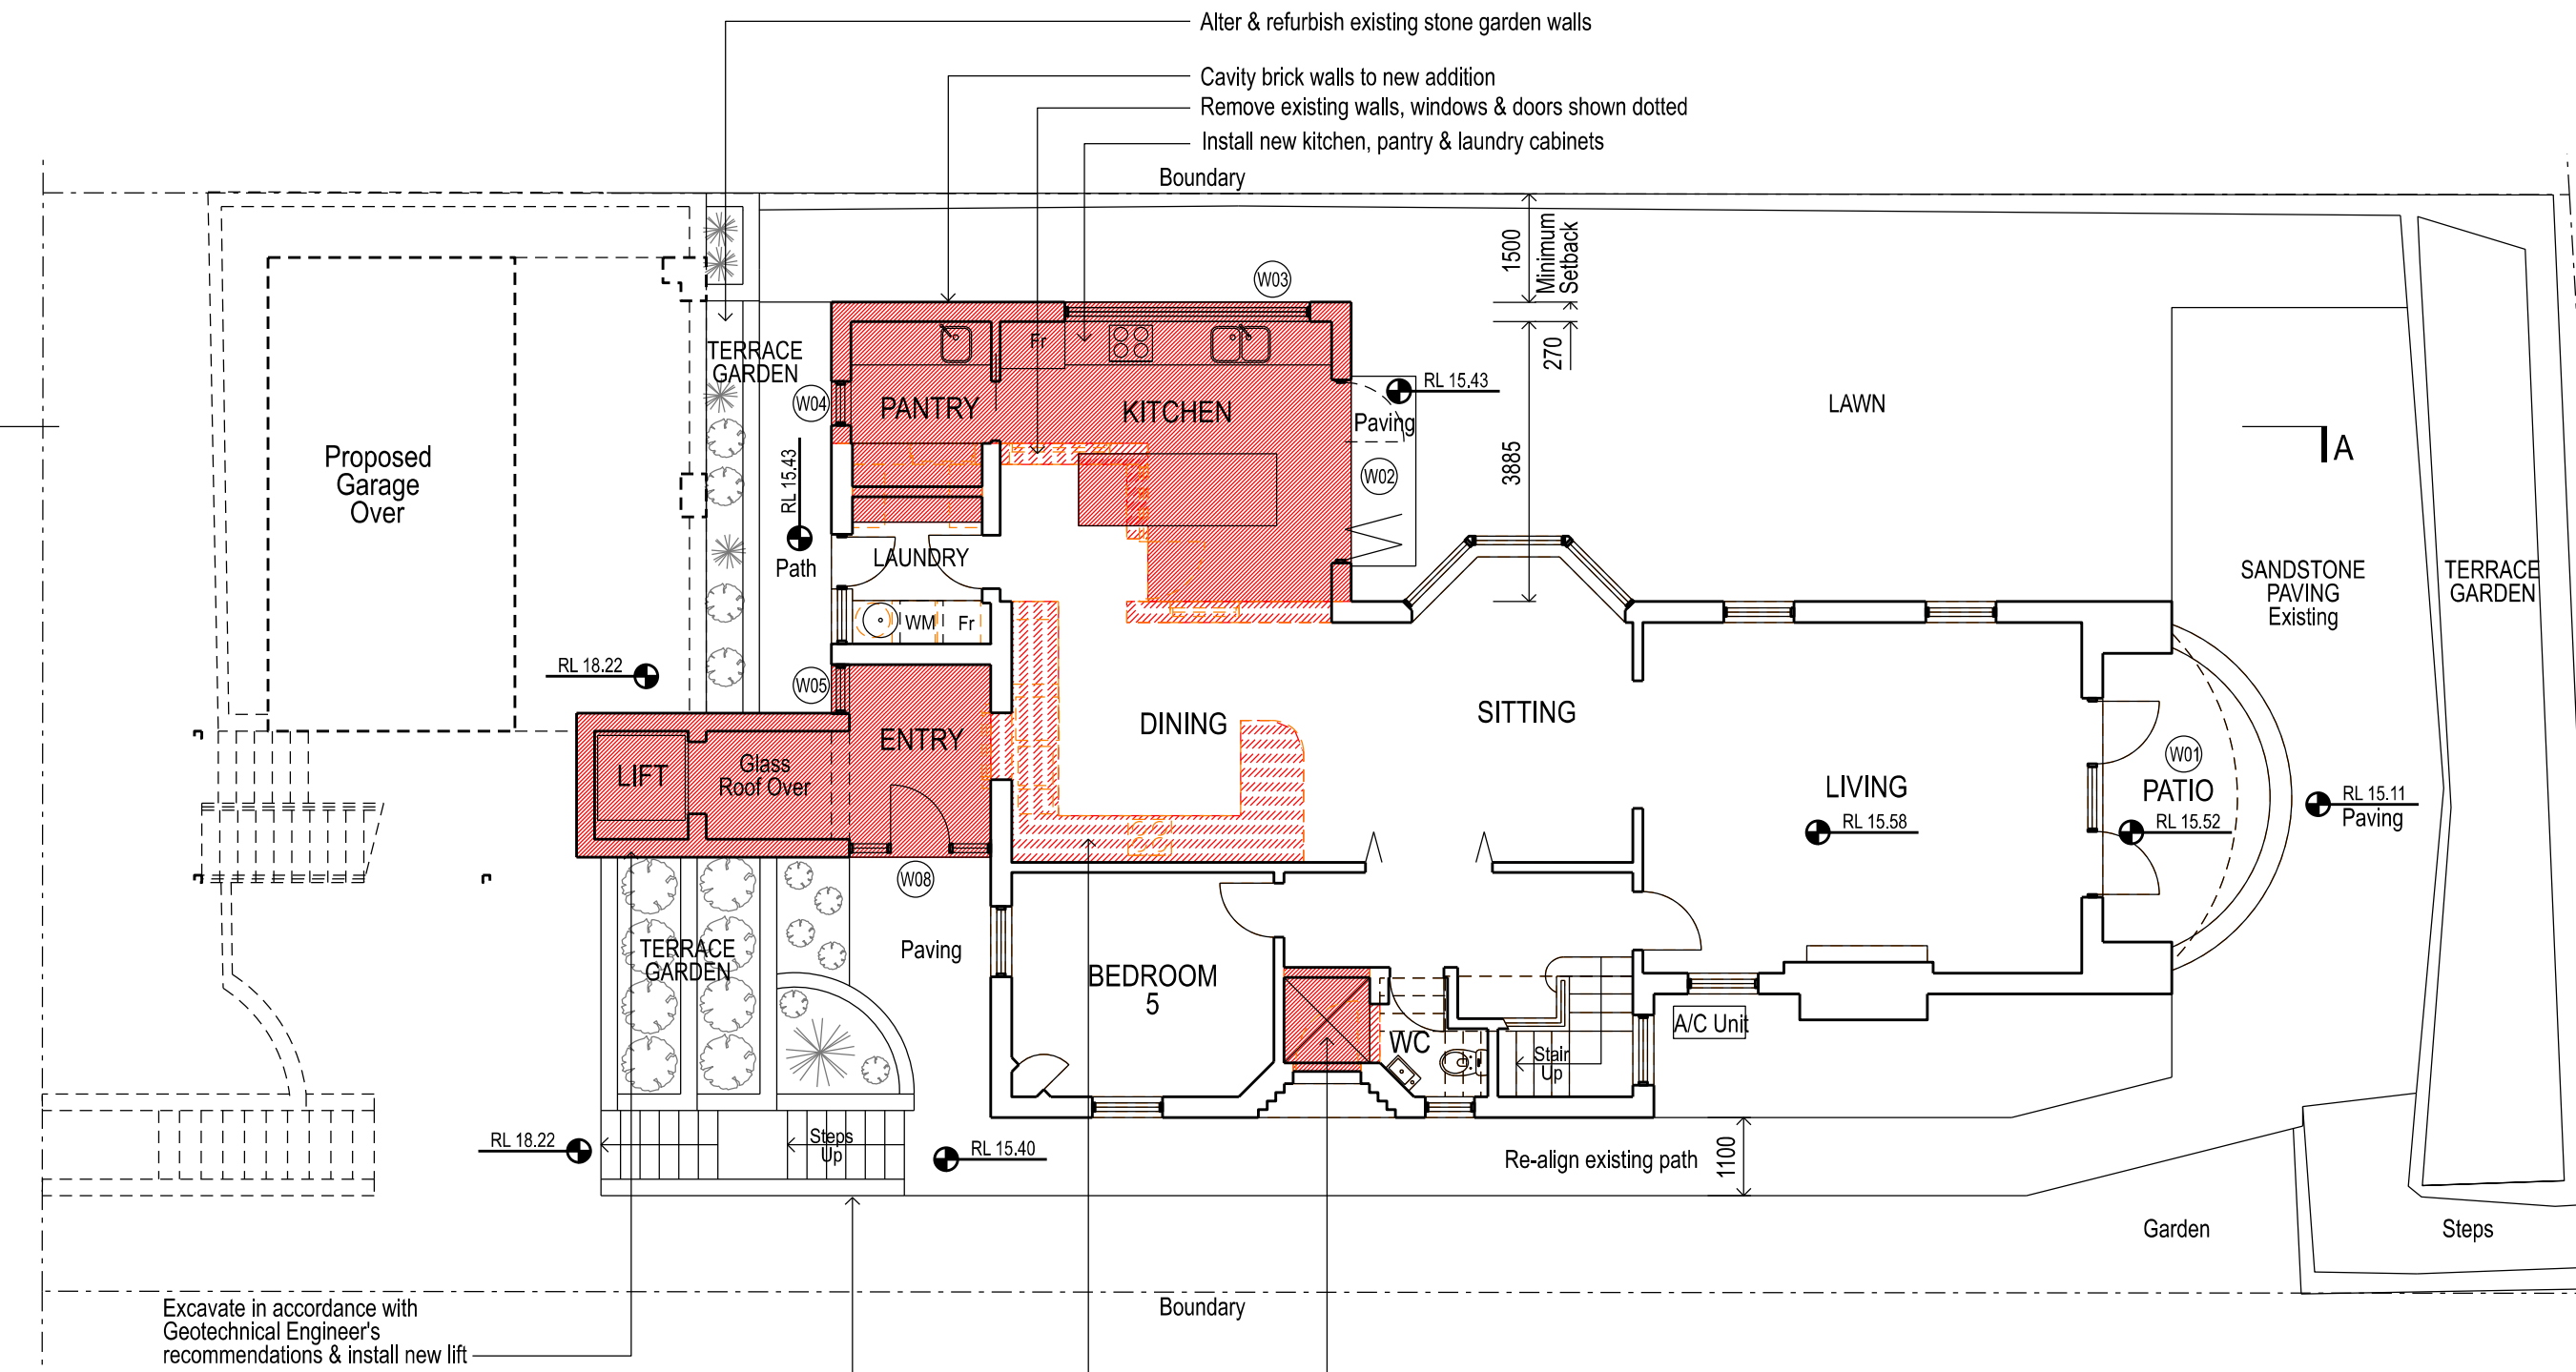 Alter & refurbish existing stone garden walls
Cavity brick walls to new addition
Remove existing walls, windows & doors shown dotted
Install new kitchen, pantry & laundry cabinets
Boundary
1500
Minimum
Setback
270
3885
W03
Fr
TERRACE
GARDEN
W04
PANTRY
KITCHEN
RL 15.43
Paving
W02
LAWN
A
Proposed
Garage
Over
RL 15.43
Path
LAUNDRY
WM
Fr
SANDSTONE
PAVING
Existing
TERRACE
GARDEN
RL 18.22
W05
ENTRY
LIFT
Glass
Roof Over
DINING
SITTING
LIVING
RL 15.58
W01
PATIO
RL 15.52
RL 15.11
Paving
W08
TERRACE
GARDEN
Paving
BEDROOM
5
WC
Stair
Up
A/C Unit
RL 18.22
Steps
Up
RL 15.40
Re-align existing path
1100
Garden
Steps
Boundary
Excavate in accordance with
Geotechnical Engineer's
recommendations & install new lift